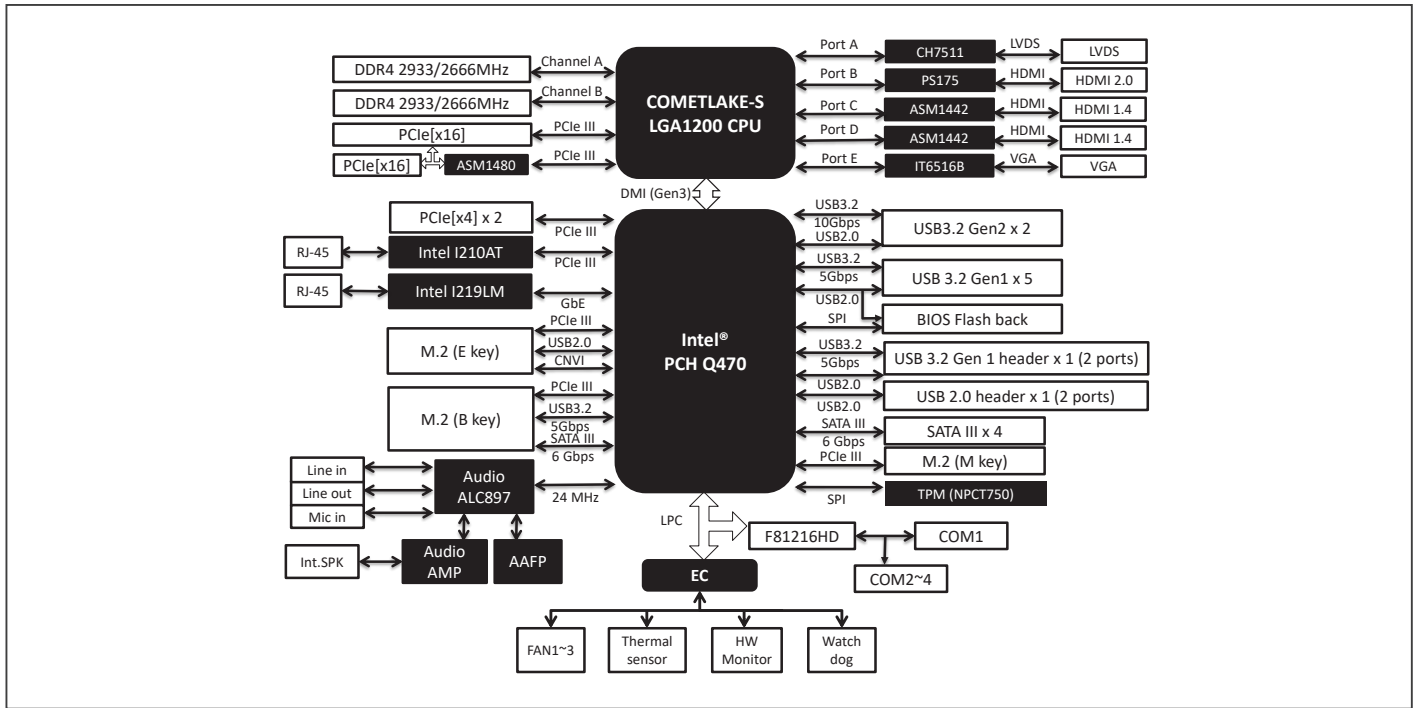 DDR4 2933/2666MHz
Channel A
DDR4 2933/2666MHz
Channel B
PCIe[x16]
PCIe III
PCIe[x16]
ASM1480
PCIe III
COMETLAKE-S
LGA1200 CPU
Port A
CH7511
LVDS
LVDS
Port B
PS175
HDMI
HDMI 2.0
Port C
ASM1442
HDMI
HDMI 1.4
Port D
ASM1442
HDMI
HDMI 1.4
Port E
IT6516B
VGA
VGA
DMI (Gen3)
PCIe[x4] x 2
PCIe III
RJ-45
Intel I210AT
PCIe III
RJ-45
Intel I219LM
GbE
M.2 (E key)
PCIe III
USB2.0
CNVI
M.2 (B key)
PCIe III
USB3.2
5Gbps
SATA III
6 Gbps
Line in
Line out
Mic in
Audio
ALC897
24 MHz
Int.SPK
Audio
AMP
AAFP
Intel®
PCH Q470
USB3.2
10Gbps
USB2.0
USB3.2 Gen2 x 2
USB3.2
5Gbps
USB2.0
USB 3.2 Gen1 x 5
SPI
BIOS Flash back
USB3.2
5Gbps
USB 3.2 Gen 1 header x 1 (2 ports)
USB2.0
USB 2.0 header x 1 (2 ports)
USB2.0
SATA III
6 Gbps
SATA III x 4
PCIe III
M.2 (M key)
SPI
TPM (NPCT750)
LPC
F81216HD
COM1
COM2~4
EC
FAN1~3
Thermal
sensor
HW
Monitor
Watch
dog